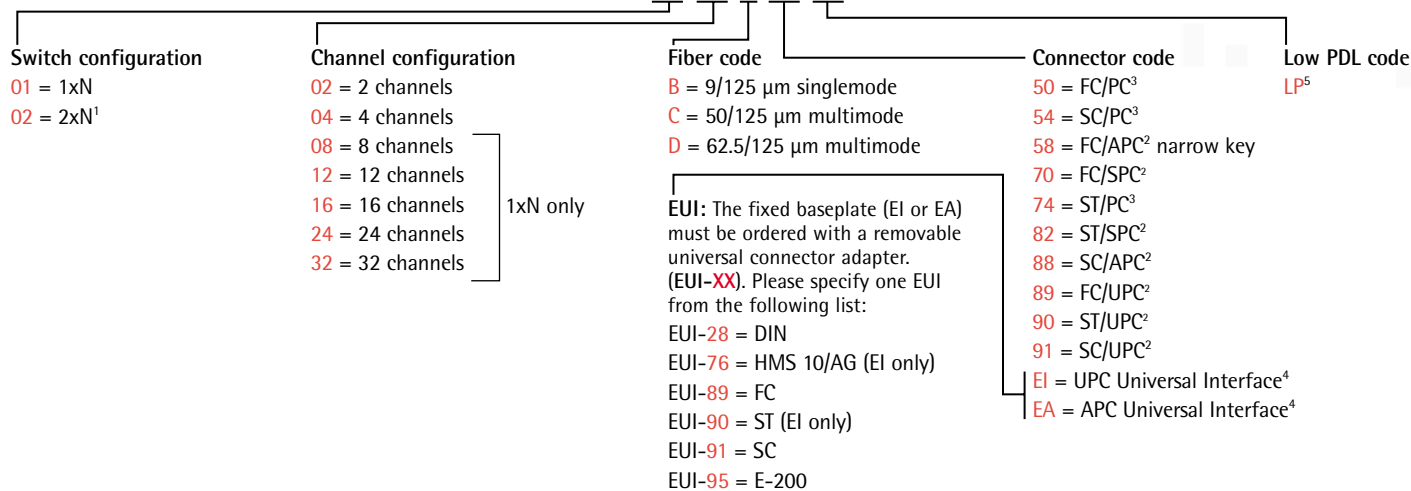 Switch configuration
01 = 1xN
02 = 2xN¹
Channel configuration
02 = 2 channels
04 = 4 channels
08 = 8 channels
12 = 12 channels
16 = 16 channels
24 = 24 channels
32 = 32 channels
1xN only
Fiber code
B = 9/125 µm singlemode
C = 50/125 µm multimode
D = 62.5/125 µm multimode
EUI: The fixed baseplate (EI or EA)
must be ordered with a removable
universal connector adapter.
(EUI-XX). Please specify one EUI
from the following list:
EUI-28 = DIN
EUI-76 = HMS 10/AG (EI only)
EUI-89 = FC
EUI-90 = ST (EI only)
EUI-91 = SC
EUI-95 = E-200
Connector code
50 = FC/PC³
54 = SC/PC³
58 = FC/APC² narrow key
70 = FC/SPC²
74 = ST/PC³
82 = ST/SPC²
88 = SC/APC²
89 = FC/UPC²
90 = ST/UPC²
91 = SC/UPC²
EI = UPC Universal Interface⁴
EA = APC Universal Interface⁴
Low PDL code
LP⁵